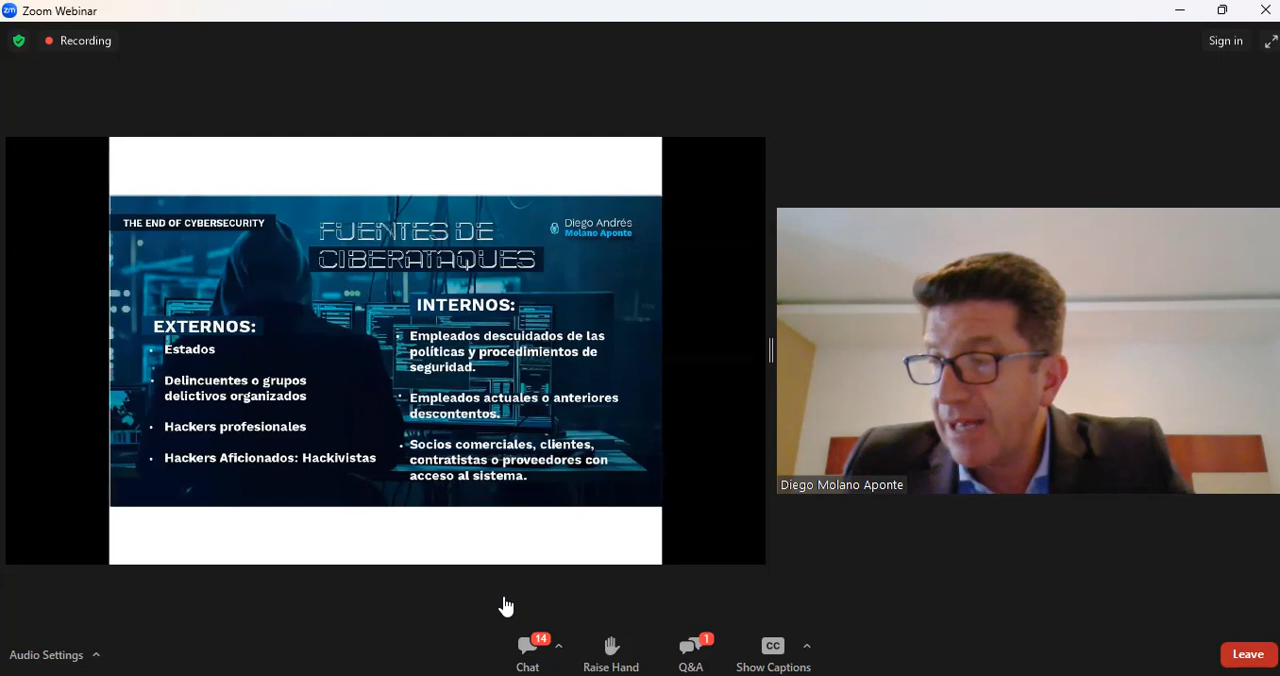 zm Zoom Webinar
Recording
Sign in
THE END OF CYBERSECURITY
FUENTES DE
CIBERATAQUES
Diego Andrés
Molano Aponte
EXTERNOS:
· Estados
· Delincuentes o grupos
delictivos organizados
· Hackers profesionales
· Hackers Aficionados: Hackivistas
INTERNOS:
· Empleados descuidados de las
políticas y procedimientos de
seguridad.
· Empleados actuales o anteriores
descontentos.
· Socios comerciales, clientes,
contratistas o proveedores con
acceso al sistema.
Diego Molano Aponte
Audio Settings
14
Chat
Raise Hand
1
Q&A
CC
Show Captions
Leave